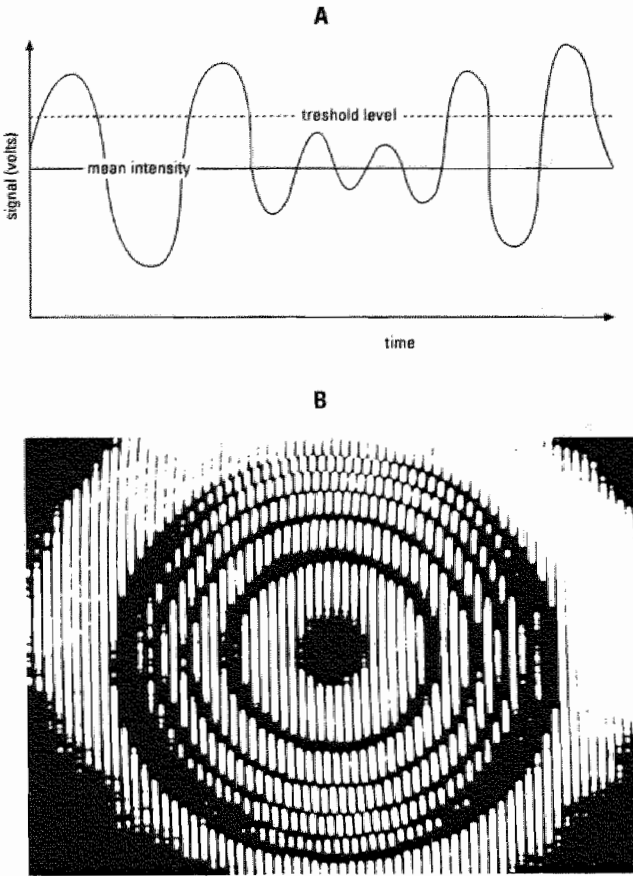 A
treshold level
mean intensity
signal (volts)
time
B